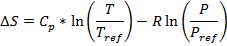 ΔS = C_p * ln(T/T_ref) − R ln(P/P_ref)